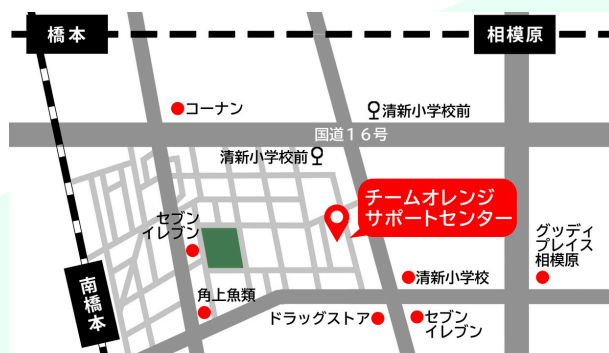 橋本
相模原
コーナン
清新小学校前
国道16号
清新小学校前
チームオレンジ
サポートセンター
セブン
イレブン
グッディ
プレイス
相模原
南橋本
清新小学校
角上魚類
ドラッグストア
セブン
イレブン